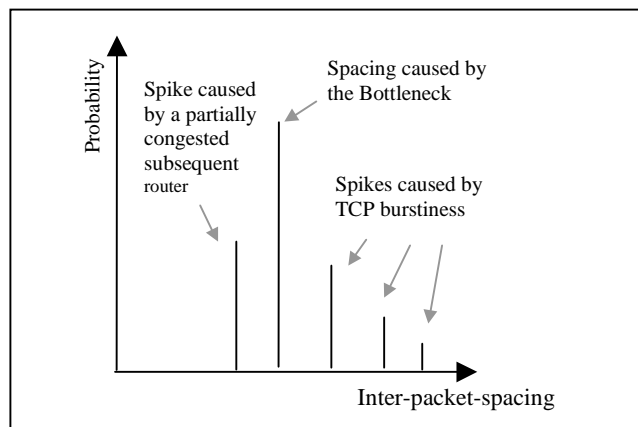 Probability
Spike caused
by a partially
congested
subsequent
router
Spacing caused by
the Bottleneck
Spikes caused by
TCP burstiness
Inter-packet-spacing